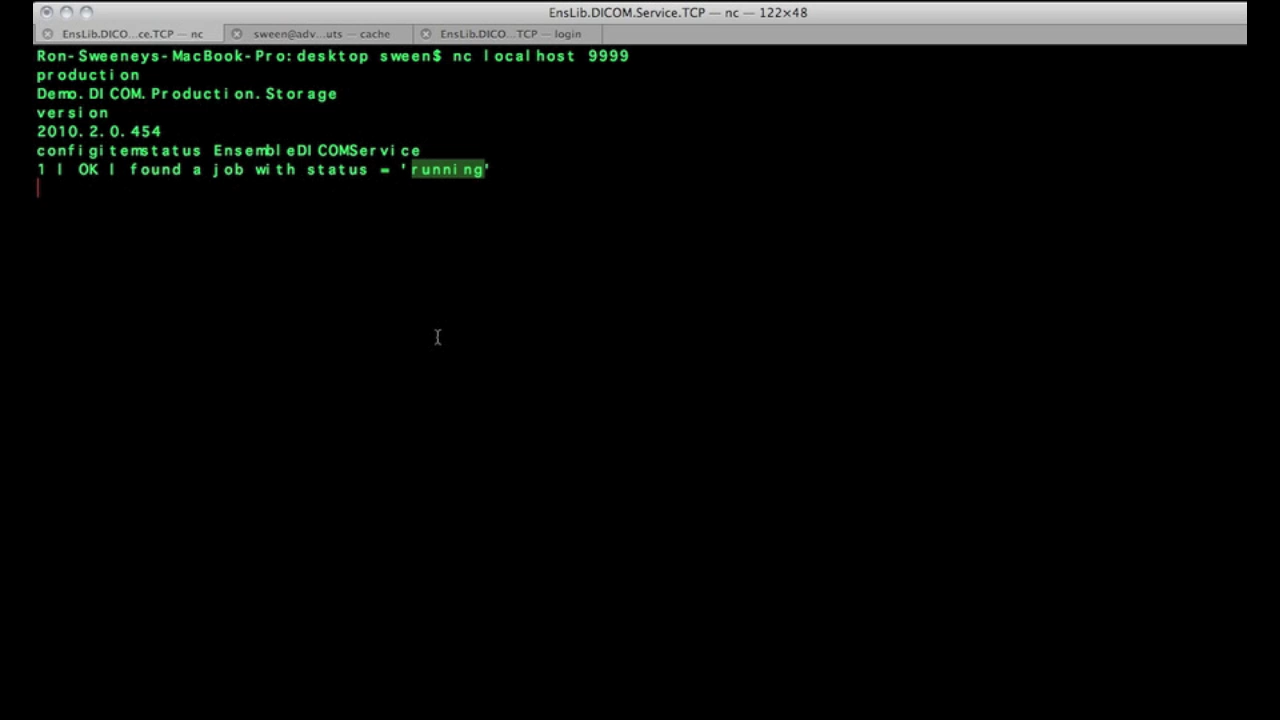 EnsLib.DICOM.Service.TCP — nc — 122×48
EnsLib.DICO...ce.TCP — nc
sween@adv...uts — cache
EnsLib.DICO...TCP — login
Ron-Sweeneys-MacBook-Pro:desktop sween$ nc localhost 9999
production
Demo.DICOM.Production.Storage
version
2010.2.0.454
configitemstatus EnsembleDICOMService
1 | OK | found a job with status = 'running'